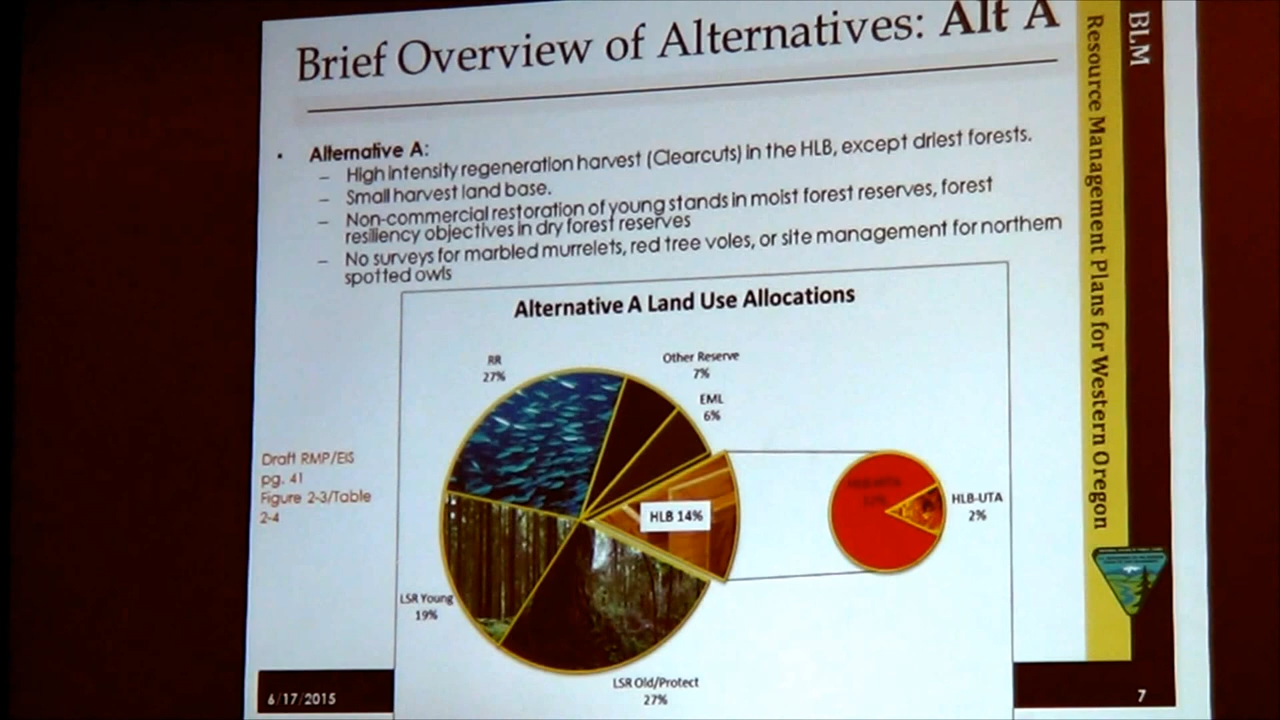 Brief Overview of Alternatives: Alt A
• Alternative A:
– High intensity regeneration harvest (Clearcuts) in the HLB, except driest forests.
– Small harvest land base.
– Non-commercial restoration of young stands in moist forest reserves, forest
resiliency objectives in dry forest reserves
– No surveys for marbled murrelets, red tree voles, or site management for northern
spotted owls
Alternative A Land Use Allocations
RR
27%
Other Reserve
7%
EML
6%
HLB 14%
HLB-UTA
2%
LSR Young
19%
LSR Old/Protect
27%
Draft RMP/EIS
pg. 41
Figure 2-3/Table
2-4
6/17/2015
7
BLM
Resource Management Plans for Western Oregon